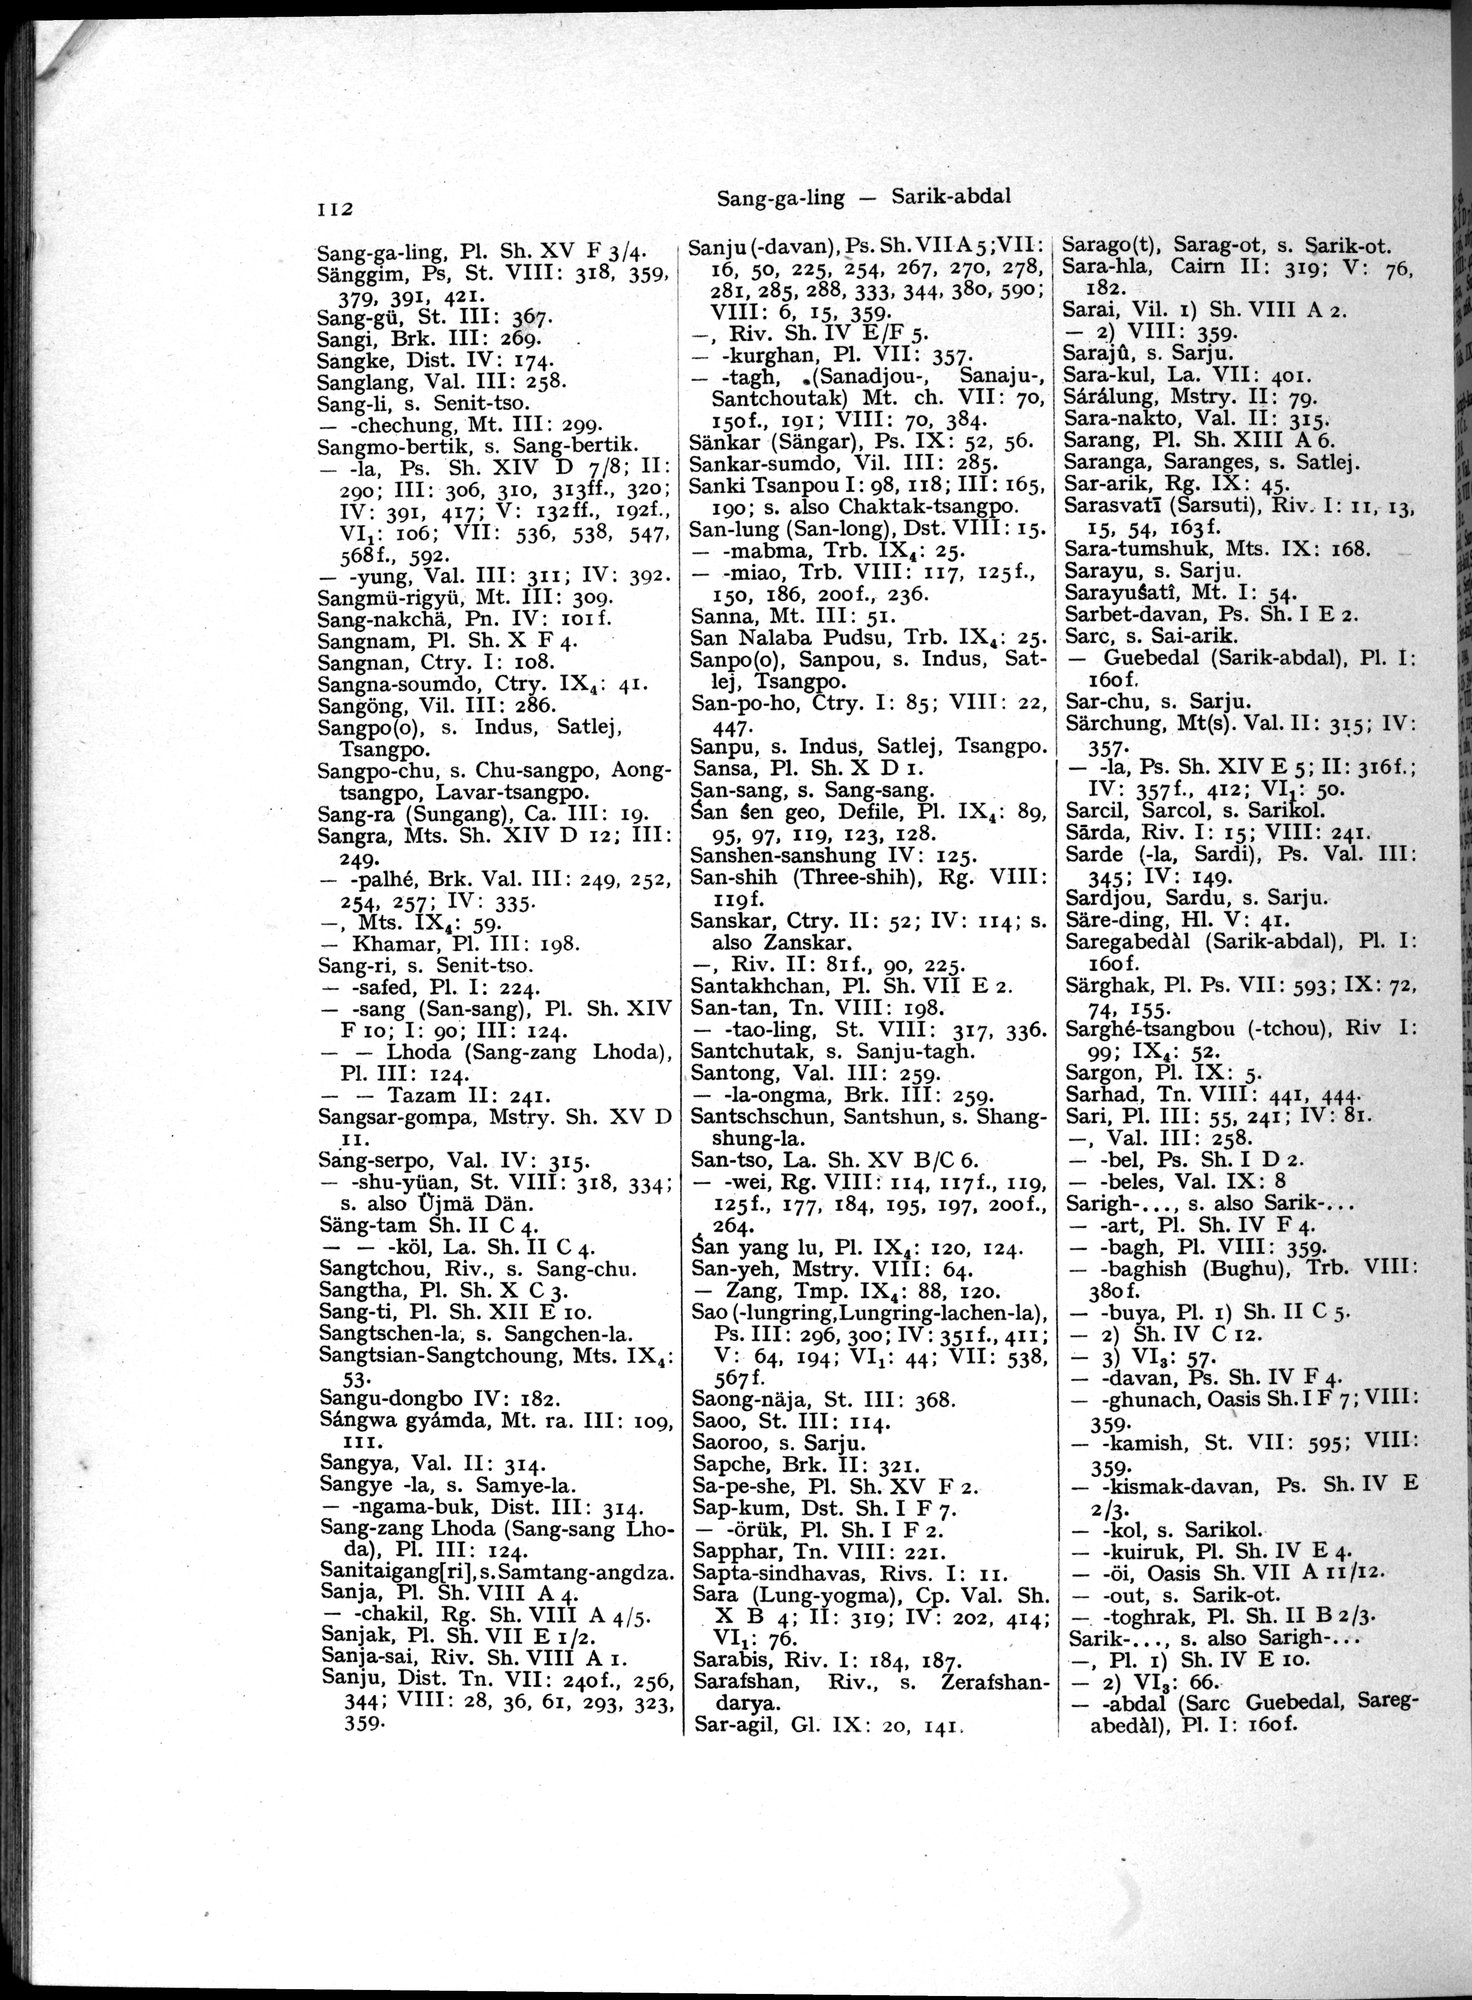 112
Sang-ga-ling — Sarik-abdal
Sang-ga-ling, Pl. Sh. XV F 3/4.
Sänggim, Ps, St. VIII: 318, 359,
379, 391, 421.
Sang-gü, St. III: 367.
Sangi, Brk. III: 269.
Sangke, Dist. IV: 174.
Sanglang, Val. III: 258.
Sang-li, s. Senit-tso.
— -chechung, Mt. III: 299.
Sangmo-bertik, s. Sang-bertik.
— -la, Ps. Sh. XIV D 7/8; II:
290; III: 306, 310, 313ff., 320;
IV: 391, 417; V: 132ff., 192f.,
VI₁: 106; VII: 536, 538, 547,
568f., 592.
— -yung, Val. III: 311; IV: 392.
Sangmü-rigyü, Mt. III: 309.
Sang-nakchä, Pn. IV: 101f.
Sangnam, Pl. Sh. X F 4.
Sangnan, Ctry. I: 108.
Sangna-soumdo, Ctry. IX₄: 41.
Sangöng, Vil. III: 286.
Sangpo(o), s. Indus, Satlej,
Tsangpo.
Sangpo-chu, s. Chu-sangpo, Aong-
tsangpo, Lavar-tsangpo.
Sang-ra (Sungang), Ca. III: 19.
Sangra, Mts. Sh. XIV D 12; III:
249.
— -palhé, Brk. Val. III: 249, 252,
254, 257; IV: 335.
—, Mts. IX₄: 59.
— Khamar, Pl. III: 198.
Sang-ri, s. Senit-tso.
— -safed, Pl. I: 224.
— -sang (San-sang), Pl. Sh. XIV
F 10; I: 90; III: 124.
— — Lhoda (Sang-zang Lhoda),
Pl. III: 124.
— — Tazam II: 241.
Sangsar-gompa, Mstry. Sh. XV D
11.
Sang-serpo, Val. IV: 315.
— -shu-yüan, St. VIII: 318, 334;
s. also Üjmä Dän.
Säng-tam Sh. II C 4.
— — -köl, La. Sh. II C 4.
Sangtchou, Riv., s. Sang-chu.
Sangtha, Pl. Sh. X C 3.
Sang-ti, Pl. Sh. XII E 10.
Sangtschen-la, s. Sangchen-la.
Sangtsian-Sangtchoung, Mts. IX₄:
53.
Sangu-dongbo IV: 182.
Sángwa gyámda, Mt. ra. III: 109,
111.
Sangya, Val. II: 314.
Sangye -la, s. Samye-la.
— -ngama-buk, Dist. III: 314.
Sang-zang Lhoda (Sang-sang Lho-
da), Pl. III: 124.
Sanitaigang[ri], s. Samtang-angdza.
Sanja, Pl. Sh. VIII A 4.
— -chakil, Rg. Sh. VIII A 4/5.
Sanjak, Pl. Sh. VII E 1/2.
Sanja-sai, Riv. Sh. VIII A 1.
Sanju, Dist. Tn. VII: 240f., 256,
344; VIII: 28, 36, 61, 293, 323,
359.
Sanju (-davan), Ps. Sh. VII A 5; VII:
16, 50, 225, 254, 267, 270, 278,
281, 285, 288, 333, 344, 380, 590;
VIII: 6, 15, 359.
—, Riv. Sh. IV E/F 5.
— -kurghan, Pl. VII: 357.
— -tagh, (Sanadjou-, Sanaju-,
Santchoutak) Mt. ch. VII: 70,
150f., 191; VIII: 70, 384.
Sänkar (Sängar), Ps. IX: 52, 56.
Sankar-sumdo, Vil. III: 285.
Sanki Tsanpou I: 98, 118; III: 165,
190; s. also Chaktak-tsangpo.
San-lung (San-long), Dst. VIII: 15.
— -mabma, Trb. IX₄: 25.
— -miao, Trb. VIII: 117, 125f.,
150, 186, 200f., 236.
Sanna, Mt. III: 51.
San Nalaba Pudsu, Trb. IX₄: 25.
Sanpo(o), Sanpou, s. Indus, Sat-
lej, Tsangpo.
San-po-ho, Ctry. I: 85; VIII: 22,
447.
Sanpu, s. Indus, Satlej, Tsangpo.
Sansa, Pl. Sh. X D 1.
San-sang, s. Sang-sang.
Śan śen geo, Defile, Pl. IX₄: 89,
95, 97, 119, 123, 128.
Sanshen-sanshung IV: 125.
San-shih (Three-shih), Rg. VIII:
119f.
Sanskar, Ctry. II: 52; IV: 114; s.
also Zanskar.
—, Riv. II: 81f., 90, 225.
Santakhchan, Pl. Sh. VII E 2.
San-tan, Tn. VIII: 198.
— -tao-ling, St. VIII: 317, 336.
Santchutak, s. Sanju-tagh.
Santong, Val. III: 259.
— -la-ongma, Brk. III: 259.
Santschschun, Santshun, s. Shang-
shung-la.
San-tso, La. Sh. XV B/C 6.
— -wei, Rg. VIII: 114, 117f., 119,
125f., 177, 184, 195, 197, 200f.,
264.
Śan yang lu, Pl. IX₄: 120, 124.
San-yeh, Mstry. VIII: 64.
— Zang, Tmp. IX₄: 88, 120.
Sao (-lungring, Lungring-lachen-la),
Ps. III: 296, 300; IV: 351f., 411;
V: 64, 194; VI₁: 44; VII: 538,
567f.
Saong-näja, St. III: 368.
Saoo, St. III: 114.
Saoroo, s. Sarju.
Sapche, Brk. II: 321.
Sa-pe-she, Pl. Sh. XV F 2.
Sap-kum, Dst. Sh. I F 7.
— -örük, Pl. Sh. I F 2.
Sapphar, Tn. VIII: 221.
Sapta-sindhavas, Rivs. I: 11.
Sara (Lung-yogma), Cp. Val. Sh.
X B 4; II: 319; IV: 202, 414;
VI₁: 76.
Sarabis, Riv. I: 184, 187.
Sarafshan, Riv., s. Zerafshan-
darya.
Sar-agil, Gl. IX: 20, 141.
Sarago(t), Sarag-ot, s. Sarik-ot.
Sara-hla, Cairn II: 319; V: 76,
182.
Sarai, Vil. 1) Sh. VIII A 2.
— 2) VIII: 359.
Sarajû, s. Sarju.
Sara-kul, La. VII: 401.
Sárálung, Mstry. II: 79.
Sara-nakto, Val. II: 315.
Sarang, Pl. Sh. XIII A 6.
Saranga, Saranges, s. Satlej.
Sar-arik, Rg. IX: 45.
Sarasvatī (Sarsuti), Riv. I: 11, 13,
15, 54, 163f.
Sara-tumshuk, Mts. IX: 168.
Sarayu, s. Sarju.
Sarayuśatî, Mt. I: 54.
Sarbet-davan, Ps. Sh. I E 2.
Sarc, s. Sai-arik.
— Guebedal (Sarik-abdal), Pl. I:
160f.
Sar-chu, s. Sarju.
Särchung, Mt(s). Val. II: 315; IV:
357.
— -la, Ps. Sh. XIV E 5; II: 316f.;
IV: 357f., 412; VI₁: 50.
Sarcil, Sarcol, s. Sarikol.
Sārda, Riv. I: 15; VIII: 241.
Sarde (-la, Sardi), Ps. Val. III:
345; IV: 149.
Sardjou, Sardu, s. Sarju.
Säre-ding, Hl. V: 41.
Saregabedàl (Sarik-abdal), Pl. I:
160f.
Särghak, Pl. Ps. VII: 593; IX: 72,
74, 155.
Sarghé-tsangbou (-tchou), Riv I:
99; IX₄: 52.
Sargon, Pl. IX: 5.
Sarhad, Tn. VIII: 441, 444.
Sari, Pl. III: 55, 241; IV: 81.
—, Val. III: 258.
— -bel, Ps. Sh. I D 2.
— -beles, Val. IX: 8
Sarigh-..., s. also Sarik-...
— -art, Pl. Sh. IV F 4.
— -bagh, Pl. VIII: 359.
— -baghish (Bughu), Trb. VIII:
380f.
— -buya, Pl. 1) Sh. II C 5.
— 2) Sh. IV C 12.
— 3) VI₃: 57.
— -davan, Ps. Sh. IV F 4.
— -ghunach, Oasis Sh. I F 7; VIII:
359.
— -kamish, St. VII: 595; VIII:
359.
— -kismak-davan, Ps. Sh. IV E
2/3.
— -kol, s. Sarikol.
— -kuiruk, Pl. Sh. IV E 4.
— -öi, Oasis Sh. VII A 11/12.
— -out, s. Sarik-ot.
— -toghrak, Pl. Sh. II B 2/3.
Sarik-..., s. also Sarigh-...
—, Pl. 1) Sh. IV E 10.
— 2) VI₃: 66.
— -abdal (Sarc Guebedal, Sareg-
abedàl), Pl. I: 160f.